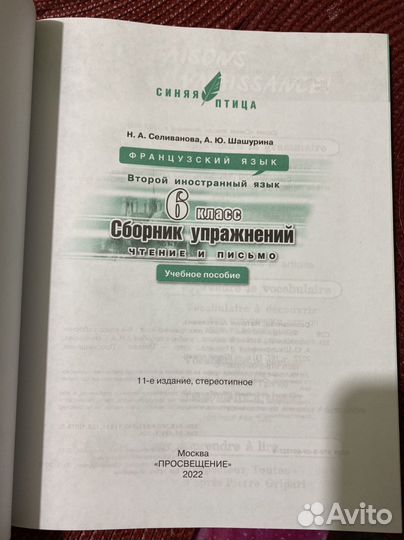 СИНЯЯ ПТИЦА
Н. А. Селиванова, А. Ю. Шашурина
ФРАНЦУЗСКИЙ ЯЗЫК
Второй иностранный язык
6 класс
Сборник упражнений
ЧТЕНИЕ И ПИСЬМО
Учебное пособие
11-е издание, стереотипное
Москва
«ПРОСВЕЩЕНИЕ»
2022
Avito